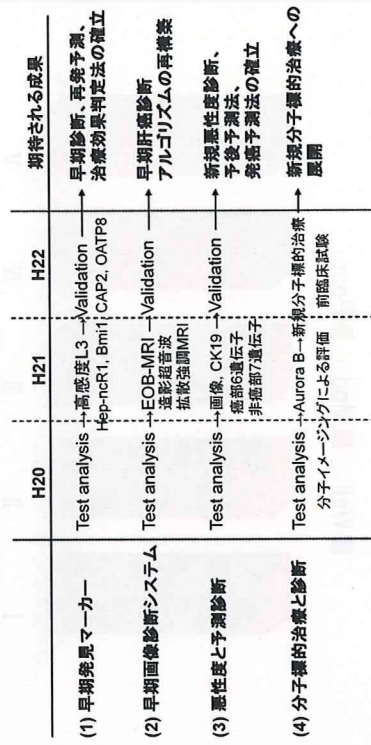 H20 H21 H22 期待される成果
(1) 早期発見マーカー Test analysis →高感度L3 →Validation → 早期診断、再発予測、
Hep-ncR1, Bmi1 CAP2, OATP8 治療効果判定法の確立
(2) 早期画像診断システム Test analysis →EOB-MRI →Validation → 早期肝癌診断
造影超音波 アルゴリズムの再構築
拡散強調MRI
(3) 悪性度と予測診断 Test analysis →画像, CK19 →Validation → 新規悪性度診断、
癌部6遺伝子 予後予測法、
非癌部7遺伝子 発癌予測法の確立
(4) 分子標的治療と診断 Test analysis →Aurora B→新規分子標的治療 → 新規分子標的治療への
分子イメージングによる評価 前臨床試験 展開